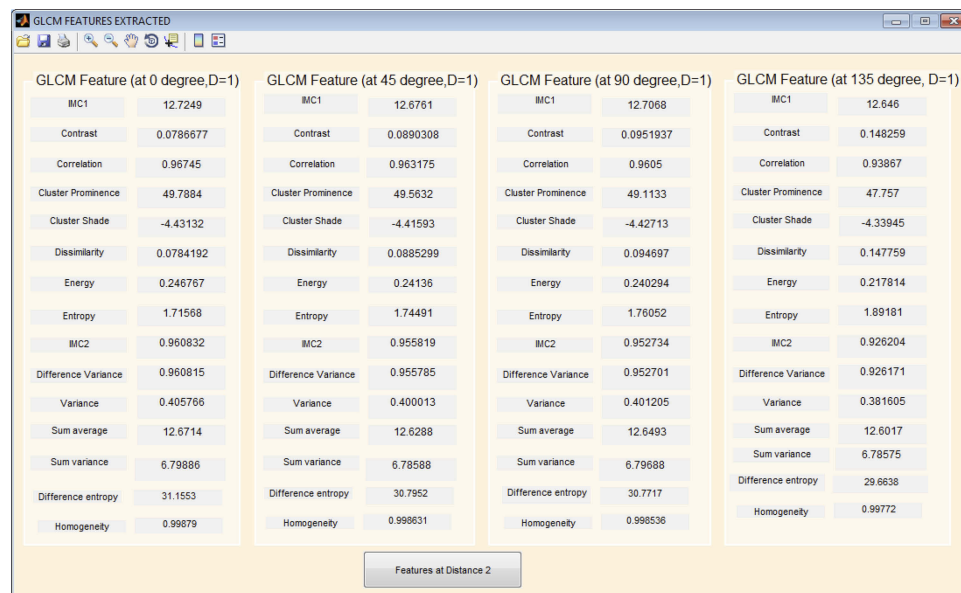 GLCM FEATURES EXTRACTED
GLCM Feature (at 0 degree,D=1)
IMC1 12.7249
Contrast 0.0786677
Correlation 0.96745
Cluster Prominence 49.7884
Cluster Shade -4.43132
Dissimilarity 0.0784192
Energy 0.246767
Entropy 1.71568
IMC2 0.960832
Difference Variance 0.960815
Variance 0.405766
Sum average 12.6714
Sum variance 6.79886
Difference entropy 31.1553
Homogeneity 0.99879
GLCM Feature (at 45 degree,D=1)
IMC1 12.6761
Contrast 0.0890308
Correlation 0.963175
Cluster Prominence 49.5632
Cluster Shade -4.41593
Dissimilarity 0.0885299
Energy 0.24136
Entropy 1.74491
IMC2 0.955819
Difference Variance 0.955785
Variance 0.400013
Sum average 12.6288
Sum variance 6.78588
Difference entropy 30.7952
Homogeneity 0.998631
GLCM Feature (at 90 degree,D=1)
IMC1 12.7068
Contrast 0.0951937
Correlation 0.9605
Cluster Prominence 49.1133
Cluster Shade -4.42713
Dissimilarity 0.094697
Energy 0.240294
Entropy 1.76052
IMC2 0.952734
Difference Variance 0.952701
Variance 0.401205
Sum average 12.6493
Sum variance 6.79688
Difference entropy 30.7717
Homogeneity 0.998536
GLCM Feature (at 135 degree, D=1)
IMC1 12.646
Contrast 0.148259
Correlation 0.93867
Cluster Prominence 47.757
Cluster Shade -4.33945
Dissimilarity 0.147759
Energy 0.217814
Entropy 1.89181
IMC2 0.926204
Difference Variance 0.926171
Variance 0.381605
Sum average 12.6017
Sum variance 6.78575
Difference entropy 29.6638
Homogeneity 0.99772
Features at Distance 2